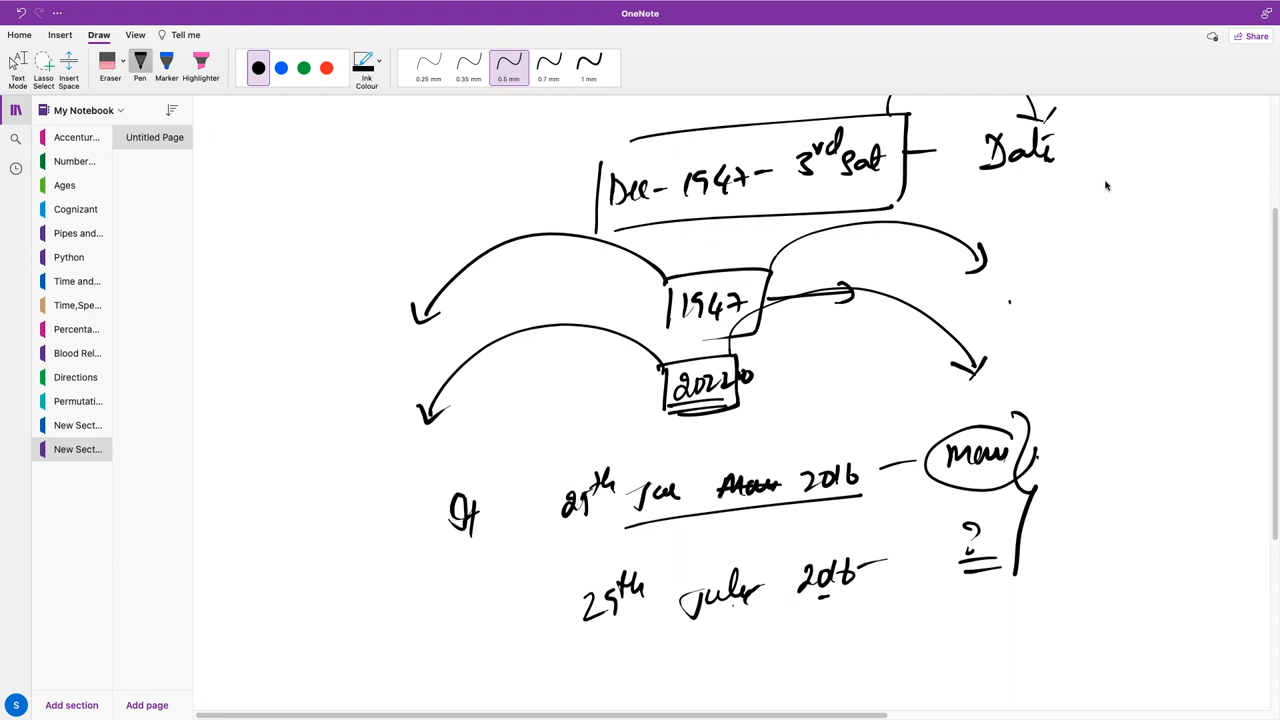 OneNote
Home Insert Draw View Tell me
Share
Text Mode
Lasso Select
Insert Space
Eraser
Pen
Marker
Highlighter
Ink Colour
0.25 mm
0.35 mm
0.5 mm
0.7 mm
1 mm
My Notebook
Accentur...
Number...
Ages
Cognizant
Pipes and...
Python
Time and...
Time,Spe...
Percenta...
Blood Rel...
Directions
Permutati...
New Sect...
New Sect...
Untitled Page
Dec - 1947 - 3rd Sat
Date
1947
2022
If 29th 2016 - Mon
29th July 2016 - ?
S
Add section
Add page